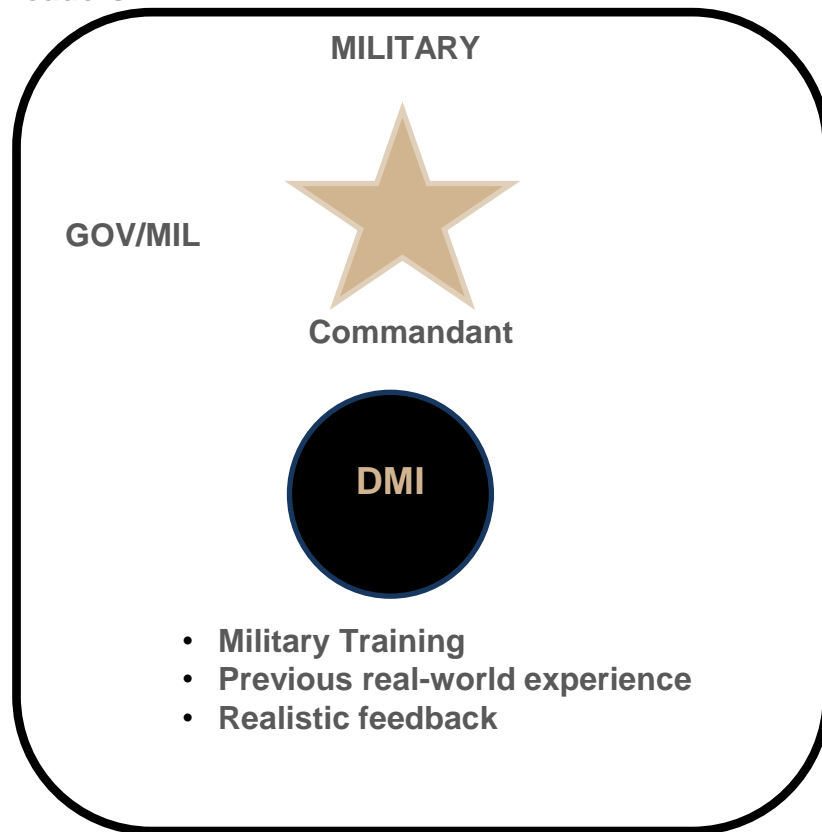 MILITARY
GOV/MIL
Commandant
DMI
• Military Training
• Previous real-world experience
• Realistic feedback